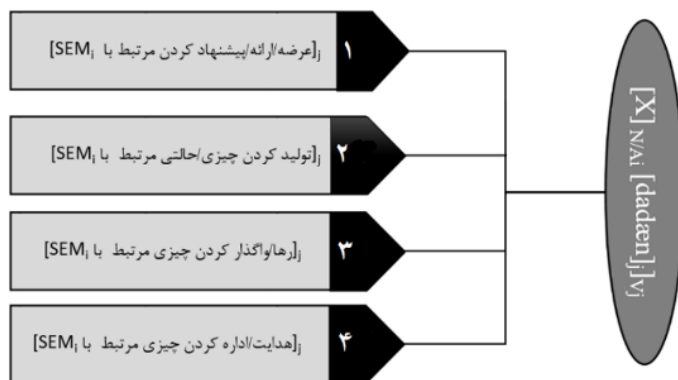 [X] N/Ai [dadæn]j]Vj
۱
[عرضه/ارائه/پیشنهاد کردن مرتبط با SEMi]j
۲
[تولید کردن چیزی/حالتی مرتبط با SEMi]j
۳
[رها/واگذار کردن چیزی مرتبط با SEMi]j
۴
[هدایت/اداره کردن چیزی مرتبط با SEMi]j